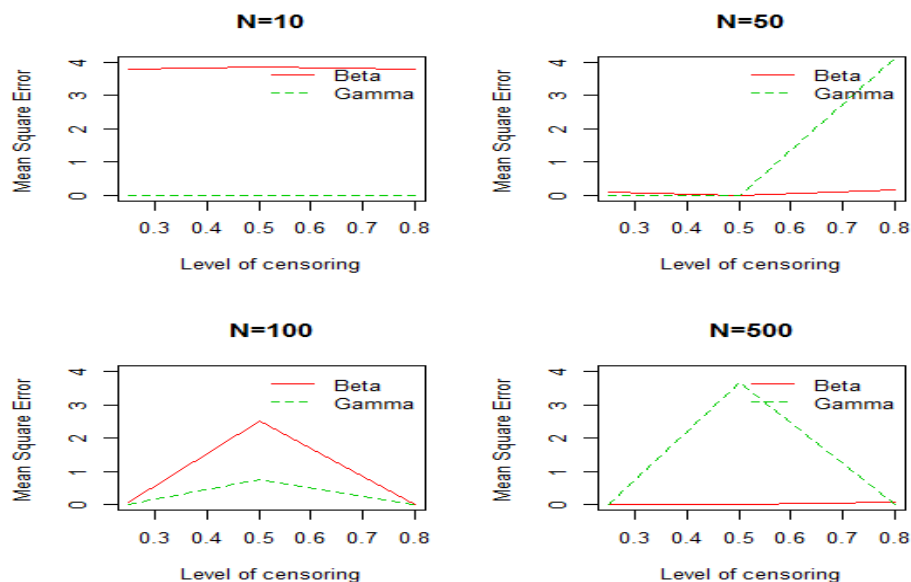 N=10
4
3
2
1
0
Mean Square Error
Beta
Gamma
0.3 0.4 0.5 0.6 0.7 0.8
Level of censoring
N=50
4
3
2
1
0
Mean Square Error
Beta
Gamma
0.3 0.4 0.5 0.6 0.7 0.8
Level of censoring
N=100
4
3
2
1
0
Mean Square Error
Beta
Gamma
0.3 0.4 0.5 0.6 0.7 0.8
Level of censoring
N=500
4
3
2
1
0
Mean Square Error
Beta
Gamma
0.3 0.4 0.5 0.6 0.7 0.8
Level of censoring